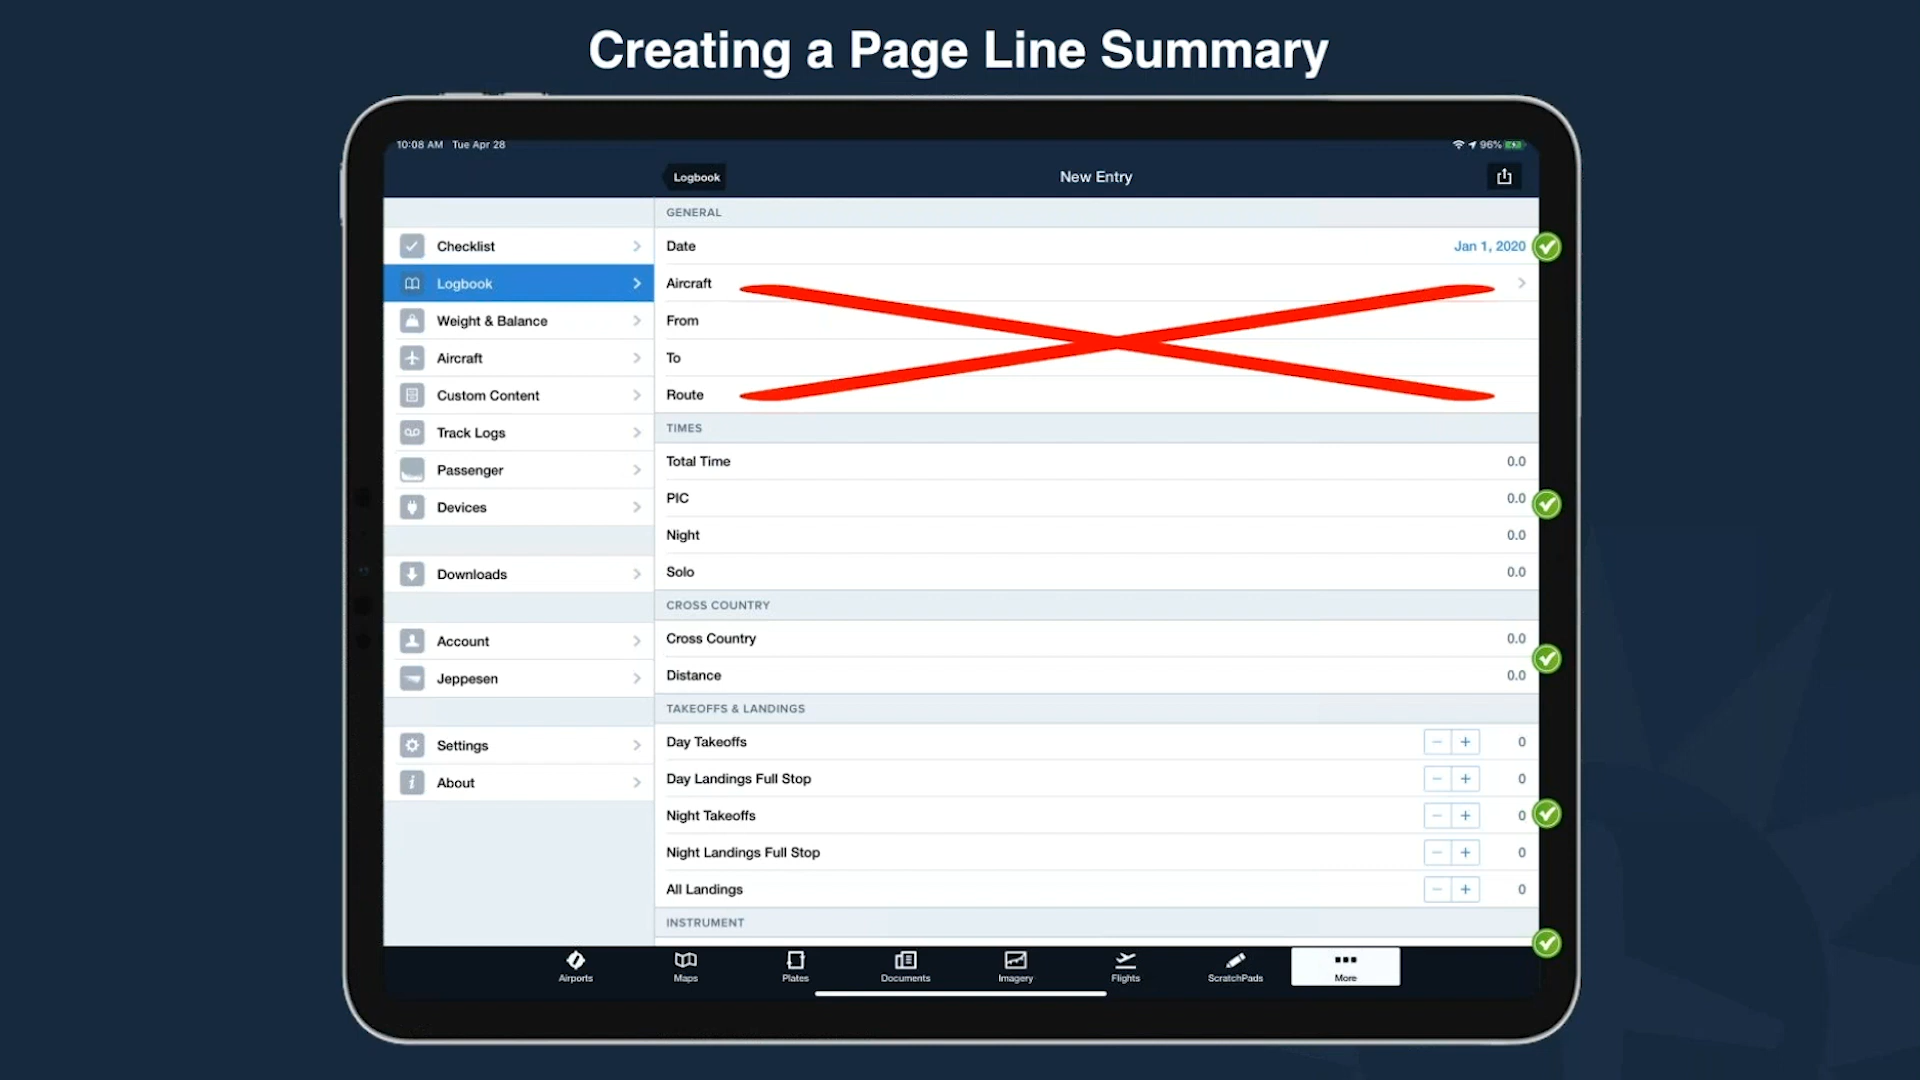 Creating a Page Line Summary
10:08 AM Tue Apr 28
96%
Logbook
New Entry
Checklist
Logbook
Weight & Balance
Aircraft
Custom Content
Track Logs
Passenger
Devices
Downloads
Account
Jeppesen
Settings
About
GENERAL
Date Jan 1, 2020
Aircraft
From
To
Route
TIMES
Total Time 0.0
PIC 0.0
Night 0.0
Solo 0.0
CROSS COUNTRY
Cross Country 0.0
Distance 0.0
TAKEOFFS & LANDINGS
Day Takeoffs − + 0
Day Landings Full Stop − + 0
Night Takeoffs − + 0
Night Landings Full Stop − + 0
All Landings − + 0
INSTRUMENT
Airports Maps Plates Documents Imagery Flights ScratchPads More